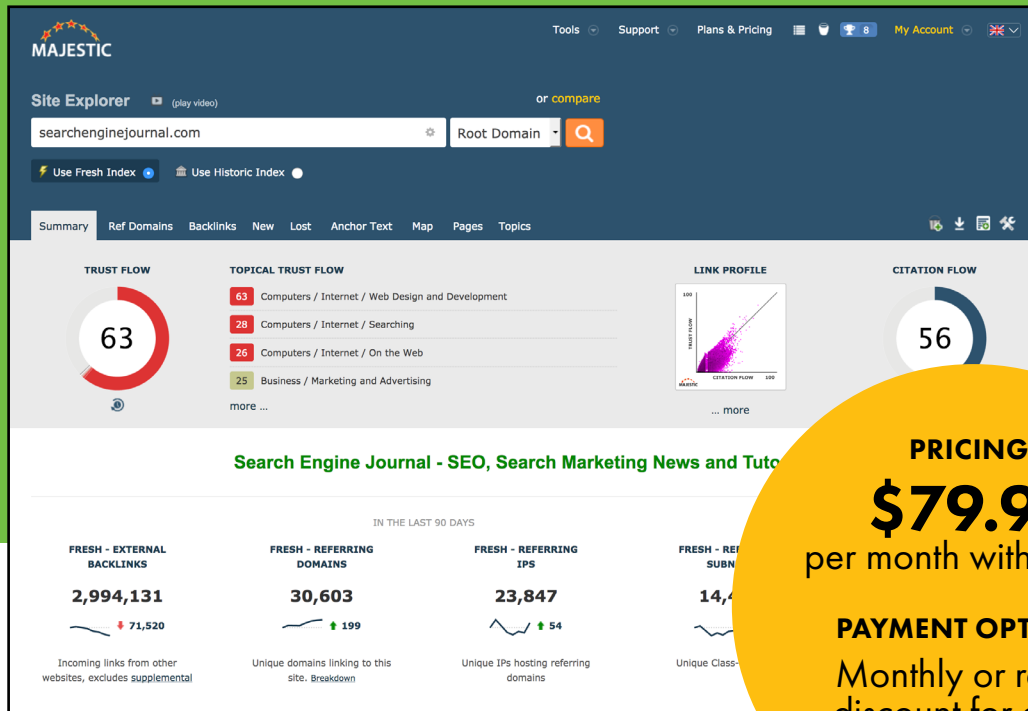 MAJESTIC
Tools Support Plans & Pricing 8 My Account
Site Explorer (play video) or compare
searchenginejournal.com Root Domain
Use Fresh Index Use Historic Index
Summary Ref Domains Backlinks New Lost Anchor Text Map Pages Topics
TRUST FLOW
63
TOPICAL TRUST FLOW
63 Computers / Internet / Web Design and Development
28 Computers / Internet / Searching
26 Computers / Internet / On the Web
25 Business / Marketing and Advertising
more ...
LINK PROFILE
100
TRUST FLOW
MAJESTIC CITATION FLOW 100
... more
CITATION FLOW
56
Search Engine Journal - SEO, Search Marketing News and Tuto
IN THE LAST 90 DAYS
FRESH - EXTERNAL
BACKLINKS
2,994,131
71,520
Incoming links from other
websites, excludes supplemental
FRESH - REFERRING
DOMAINS
30,603
199
Unique domains linking to this
site. Breakdown
FRESH - REFERRING
IPS
23,847
54
Unique IPs hosting referring
domains
FRESH - REF
SUBN
14,4
Unique Class-
PRICING
$79.9
per month with
PAYMENT OPT
Monthly or r
discount for